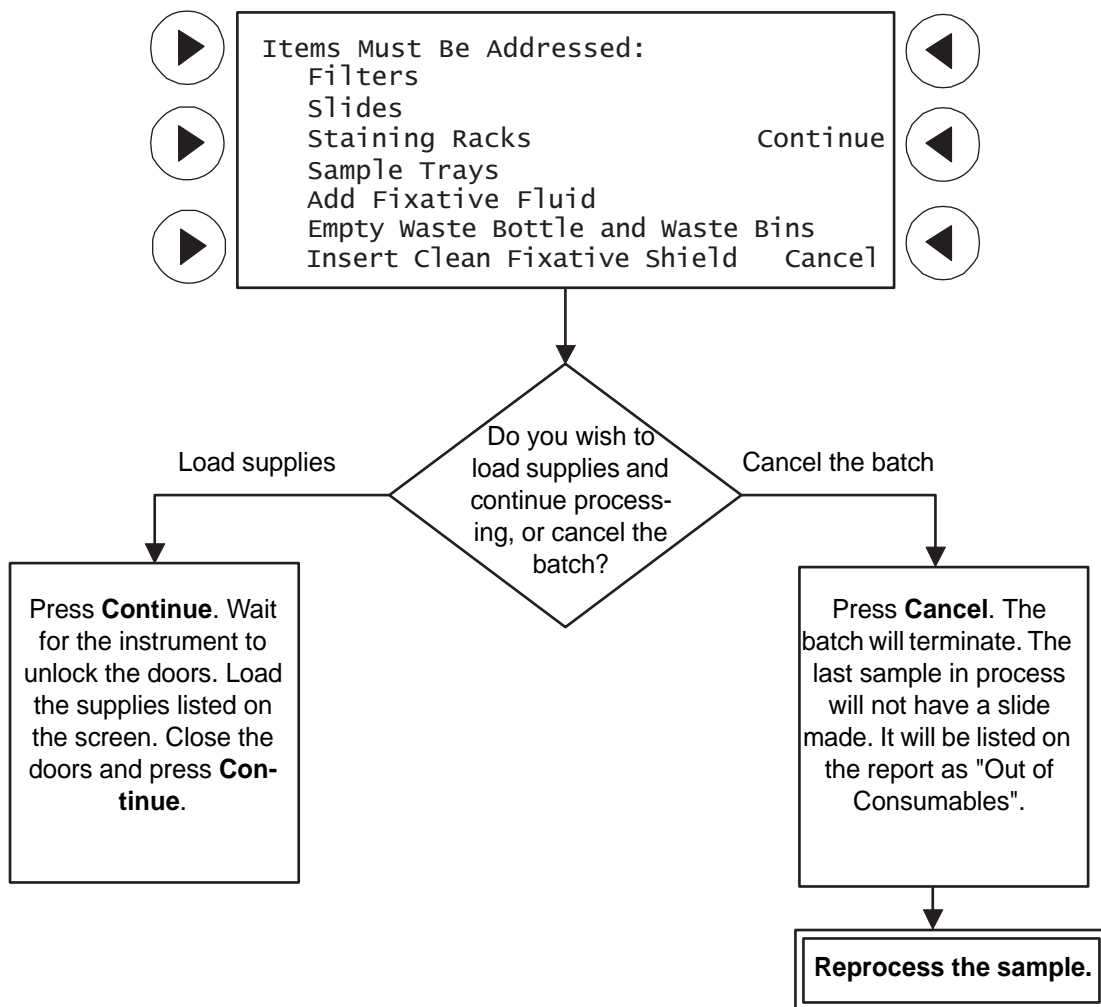 Items Must Be Addressed:
Filters
Slides
Staining Racks Continue
Sample Trays
Add Fixative Fluid
Empty Waste Bottle and Waste Bins
Insert Clean Fixative Shield Cancel
Do you wish to
load supplies and
continue process-
ing, or cancel the
batch?
Load supplies
Cancel the batch
Press Continue. Wait
for the instrument to
unlock the doors. Load
the supplies listed on
the screen. Close the
doors and press Con-
tinue.
Press Cancel. The
batch will terminate. The
last sample in process
will not have a slide
made. It will be listed on
the report as "Out of
Consumables".
Reprocess the sample.